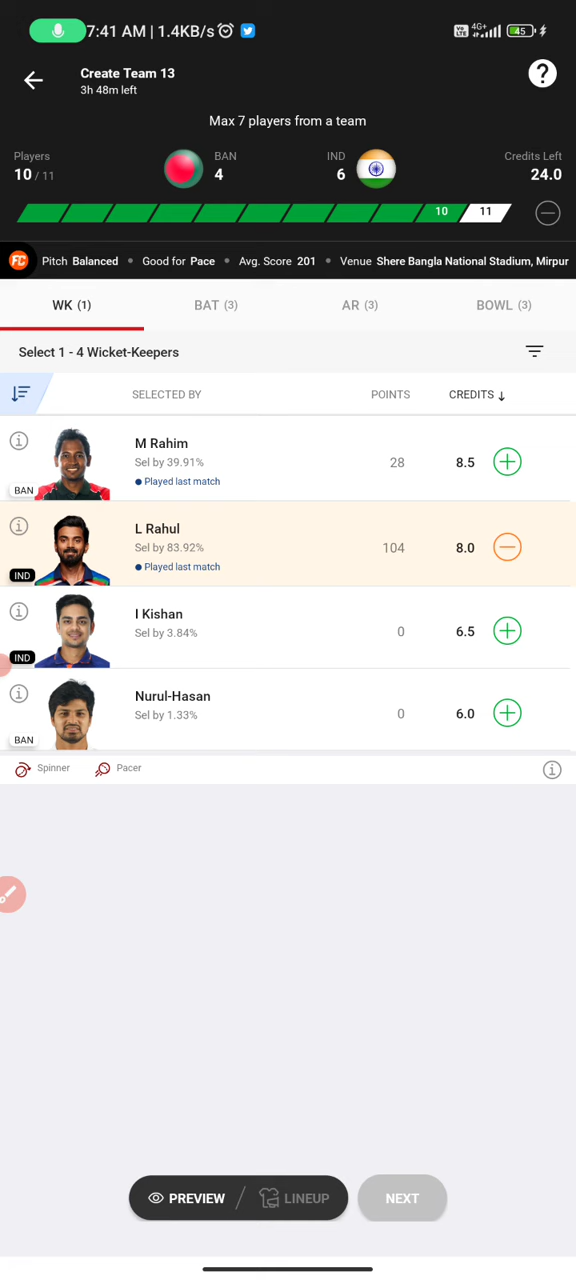 7:41 AM | 1.4KB/s
4G+
45
Create Team 13
3h 48m left
?
Max 7 players from a team
Players
10 / 11
BAN
4
IND
6
Credits Left
24.0
10
11
FC Pitch Balanced • Good for Pace • Avg. Score 201 • Venue Shere Bangla National Stadium, Mirpur
WK (1) BAT (3) AR (3) BOWL (3)
Select 1 - 4 Wicket-Keepers
SELECTED BY POINTS CREDITS ↓
M Rahim
Sel by 39.91% 28 8.5
Played last match
BAN
L Rahul
Sel by 83.92% 104 8.0
Played last match
IND
I Kishan
Sel by 3.84% 0 6.5
IND
Nurul-Hasan
Sel by 1.33% 0 6.0
BAN
Spinner Pacer
PREVIEW LINEUP NEXT